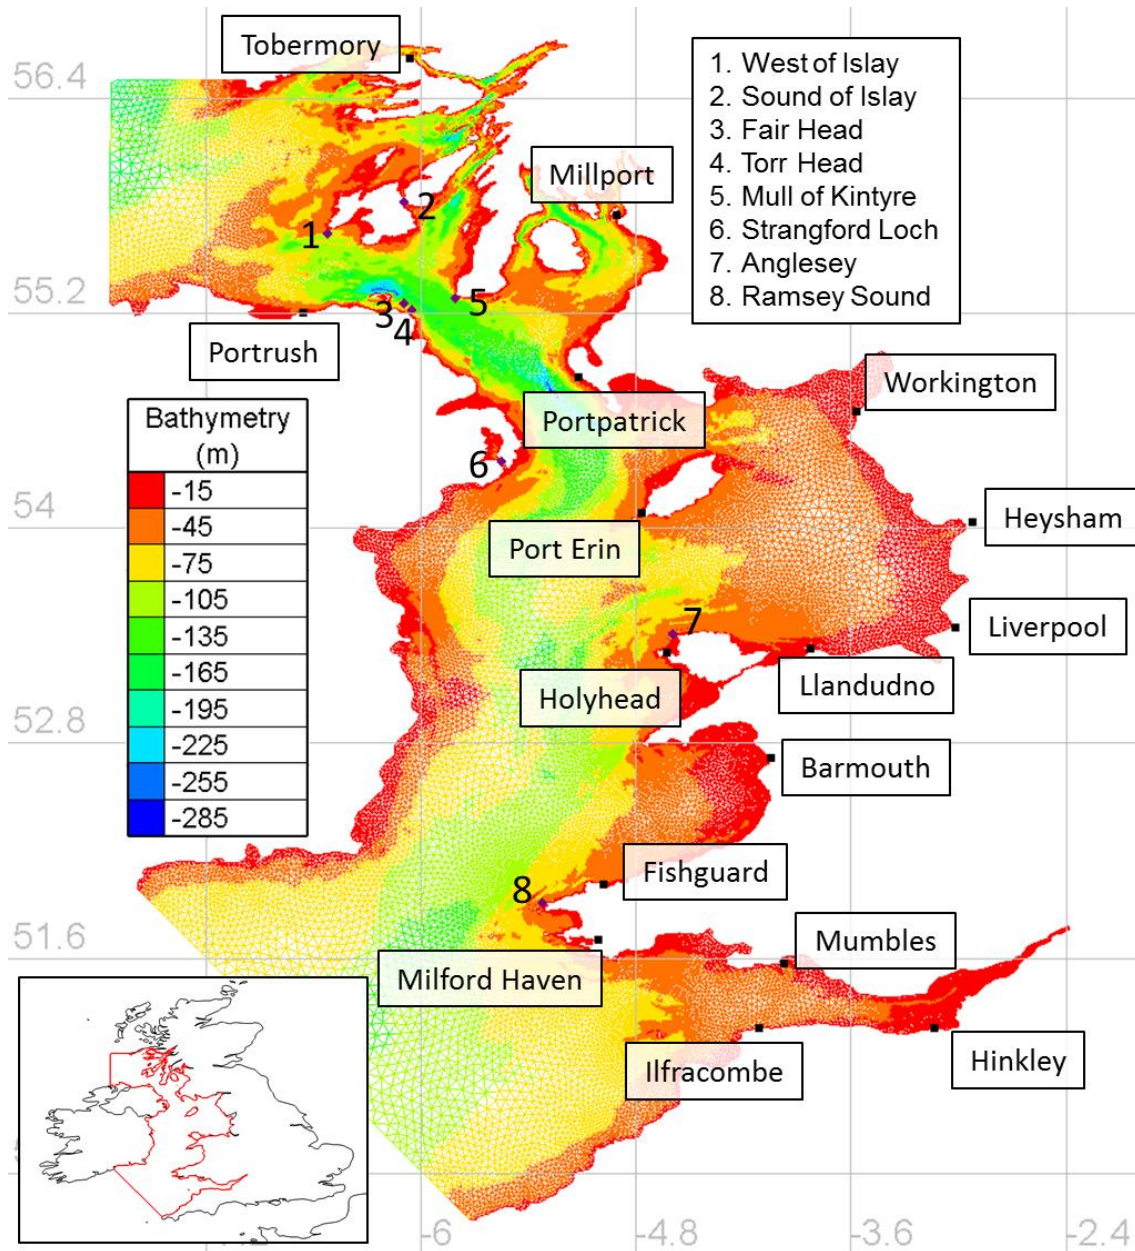 Tobermory
56.4
1. West of Islay
2. Sound of Islay
3. Fair Head
4. Torr Head
5. Mull of Kintyre
6. Strangford Loch
7. Anglesey
8. Ramsey Sound
Millport
2
1
55.2
5
3
4
Portrush
Workington
Bathymetry
(m)
-15
-45
-75
-105
-135
-165
-195
-225
-255
-285
Portpatrick
6
54
Heysham
Port Erin
7
Liverpool
Llandudno
Holyhead
52.8
Barmouth
Fishguard
8
51.6
Mumbles
Milford Haven
Ilfracombe
Hinkley
-6
-4.8
-3.6
-2.4